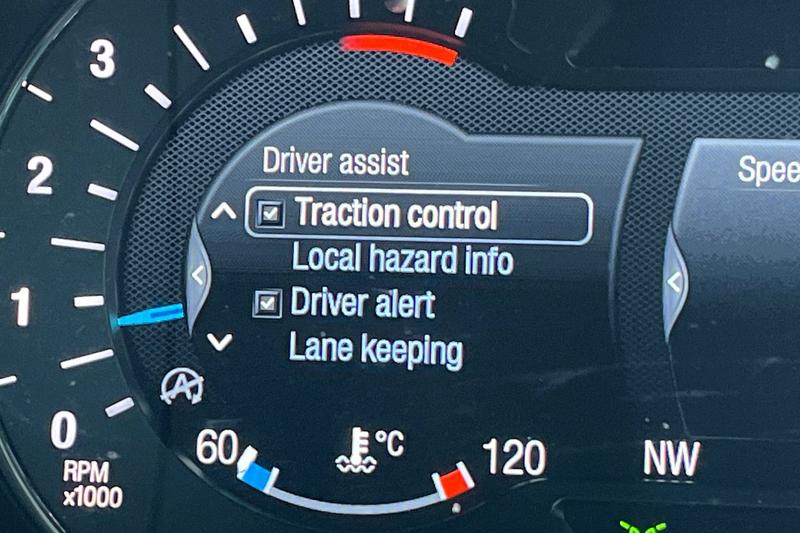 3
2
1
0
RPM
x1000
Driver assist
Traction control
Local hazard info
Driver alert
Lane keeping
A
60 °C 120
NW
Spee